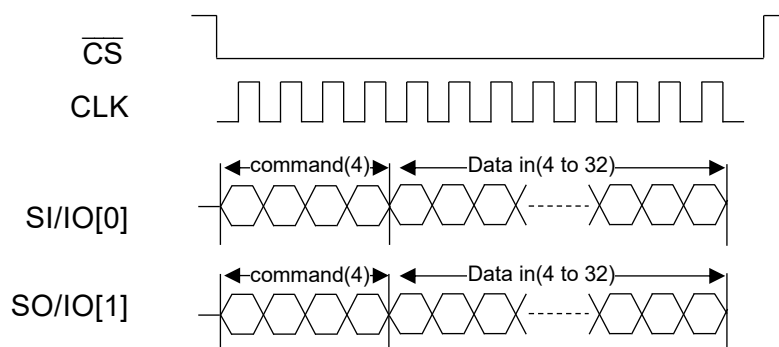 CS
CLK
command(4) Data in(4 to 32)
SI/IO[0]
command(4) Data in(4 to 32)
SO/IO[1]